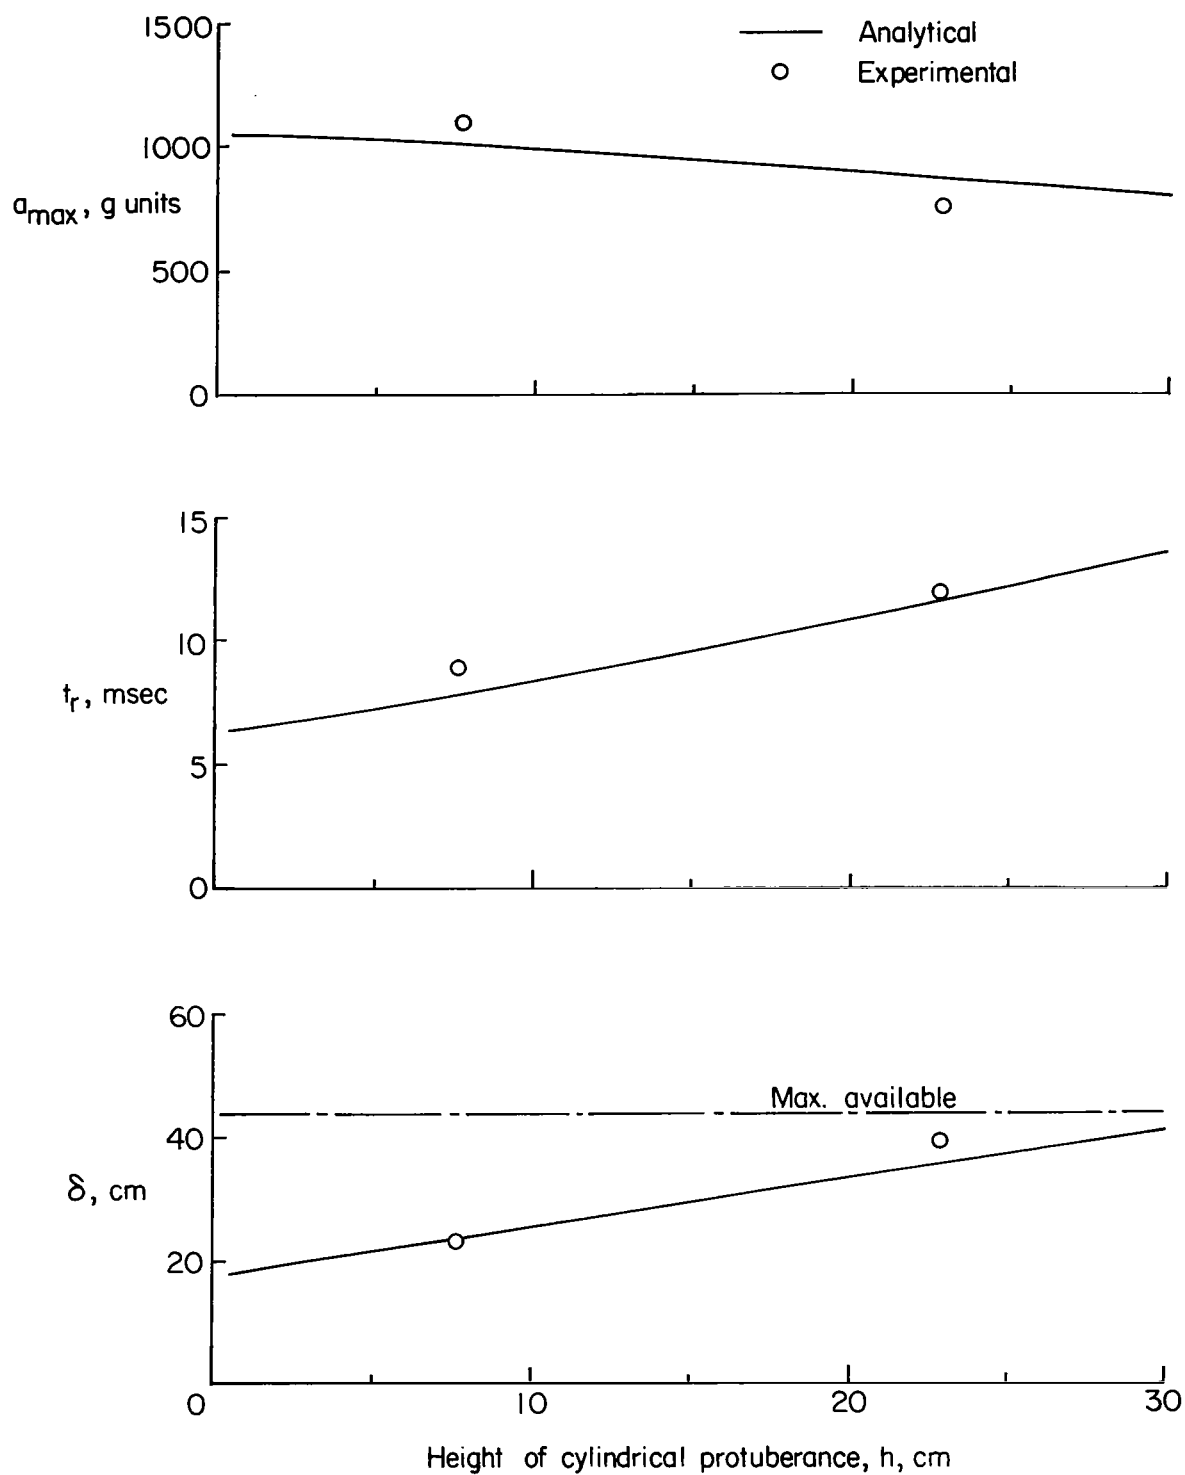 1500
Analytical
Experimental
1000
a_max, g units
500
0
15
10
t_r, msec
5
0
60
Max. available
40
δ, cm
20
0 10 20 30
Height of cylindrical protuberance, h, cm